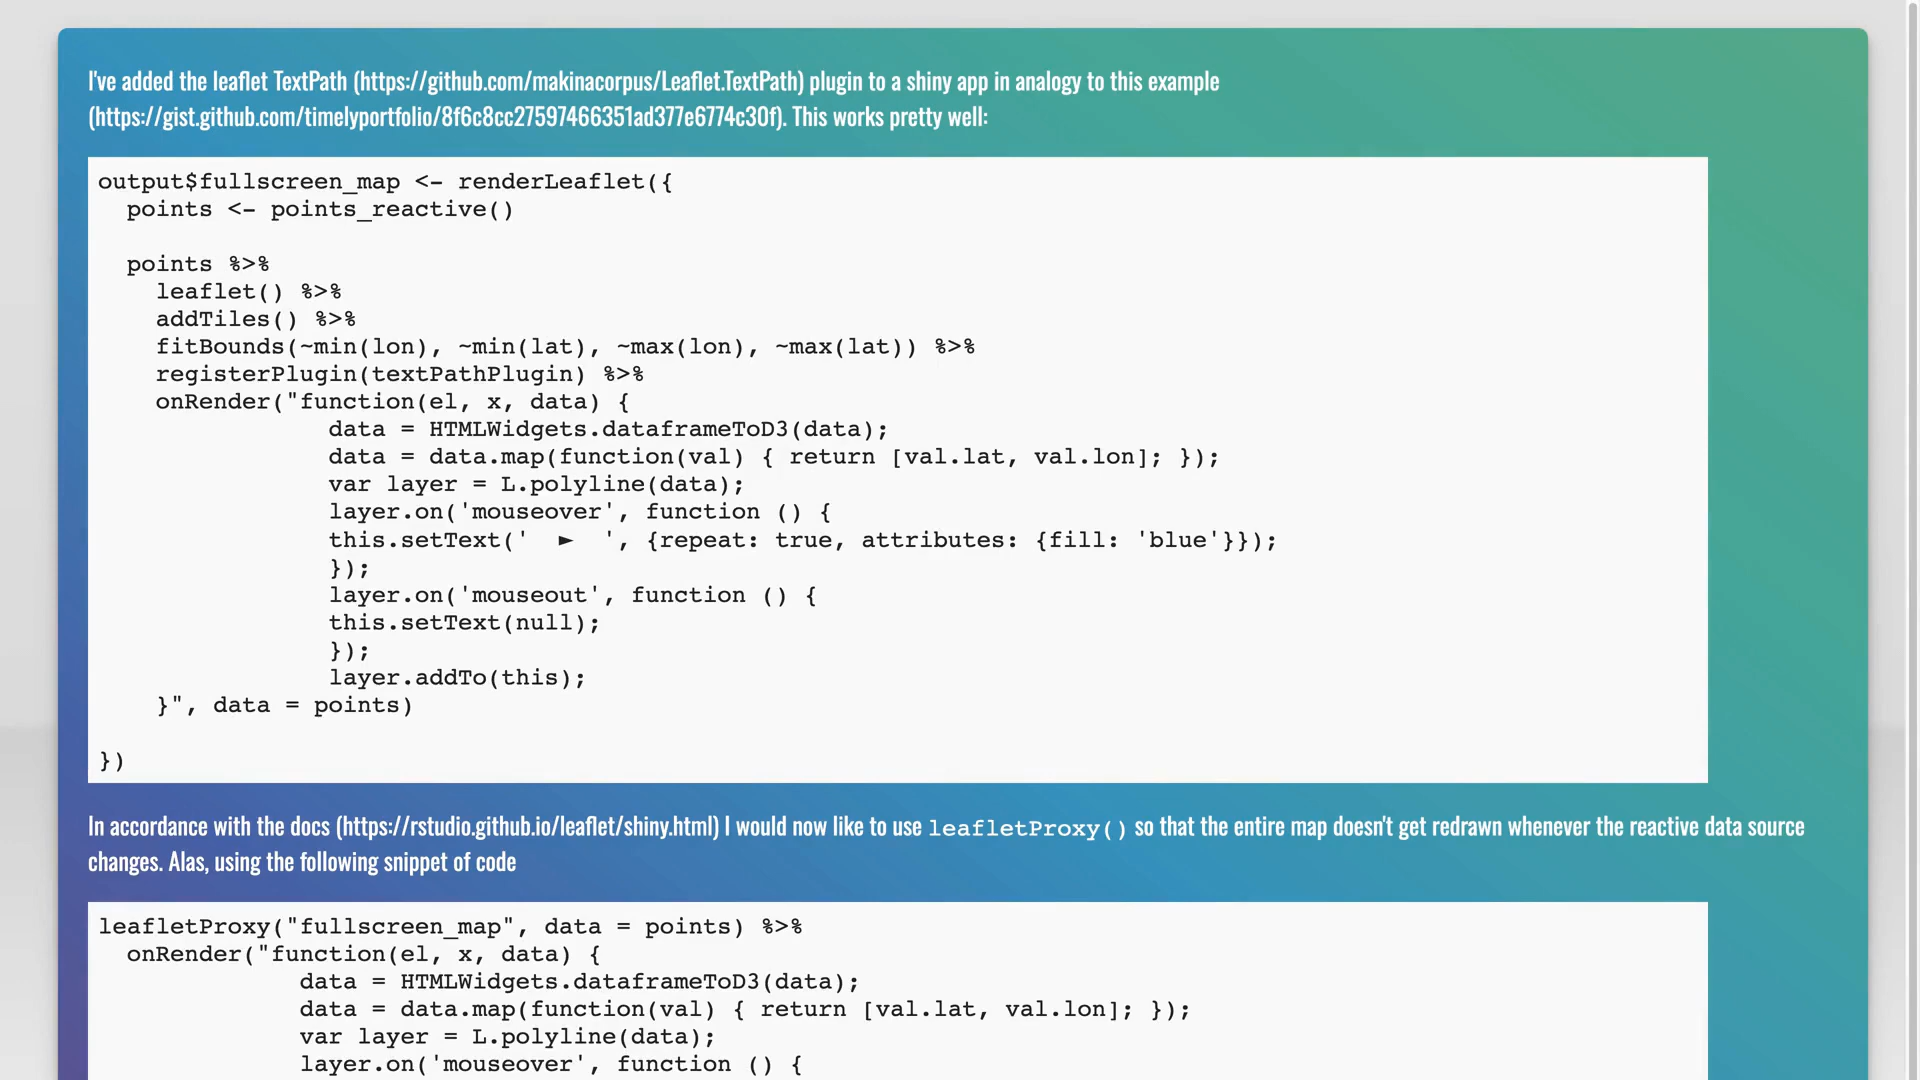 I've added the leaflet TextPath (https://github.com/makinacorpus/Leaflet.TextPath) plugin to a shiny app in analogy to this example
(https://gist.github.com/timelyportfolio/8f6c8cc27597466351ad377e6774c30f). This works pretty well:
output$fullscreen_map <- renderLeaflet({
  points <- points_reactive()
  points %>%
    leaflet() %>%
    addTiles() %>%
    fitBounds(~min(lon), ~min(lat), ~max(lon), ~max(lat)) %>%
    registerPlugin(textPathPlugin) %>%
    onRender("function(el, x, data) {
                data = HTMLWidgets.dataframeToD3(data);
                data = data.map(function(val) { return [val.lat, val.lon]; });
                var layer = L.polyline(data);
                layer.on('mouseover', function () {
                this.setText('  ►  ', {repeat: true, attributes: {fill: 'blue'}});
                });
                layer.on('mouseout', function () {
                this.setText(null);
                });
                layer.addTo(this);
    }", data = points)
})
In accordance with the docs (https://rstudio.github.io/leaflet/shiny.html) I would now like to use leafletProxy() so that the entire map doesn't get redrawn whenever the reactive data source
changes. Alas, using the following snippet of code
leafletProxy("fullscreen_map", data = points) %>%
  onRender("function(el, x, data) {
              data = HTMLWidgets.dataframeToD3(data);
              data = data.map(function(val) { return [val.lat, val.lon]; });
              var layer = L.polyline(data);
              layer.on('mouseover', function () {